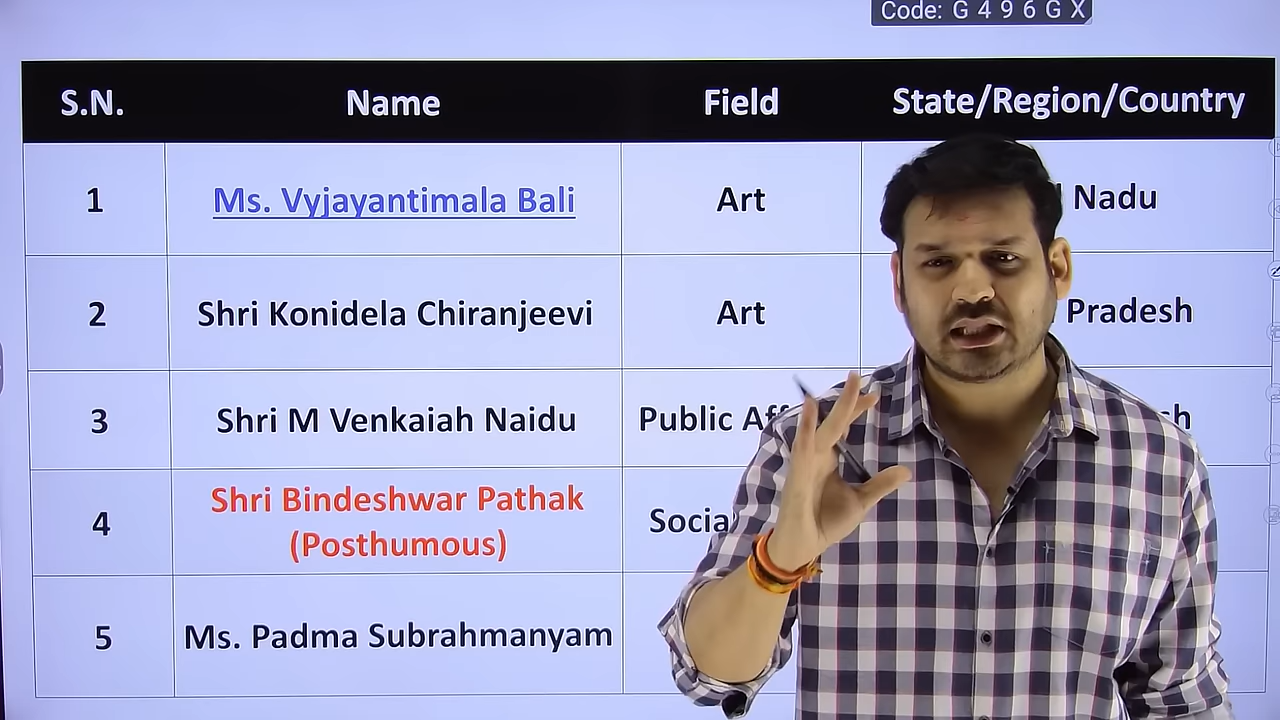 Code: G 4 9 6 G X
S.N. Name Field State/Region/Country
1 Ms. Vyjayantimala Bali Art Nadu
2 Shri Konidela Chiranjeevi Art Pradesh
3 Shri M Venkaiah Naidu Public
4 Shri Bindeshwar Pathak
(Posthumous)
5 Ms. Padma Subrahmanyam